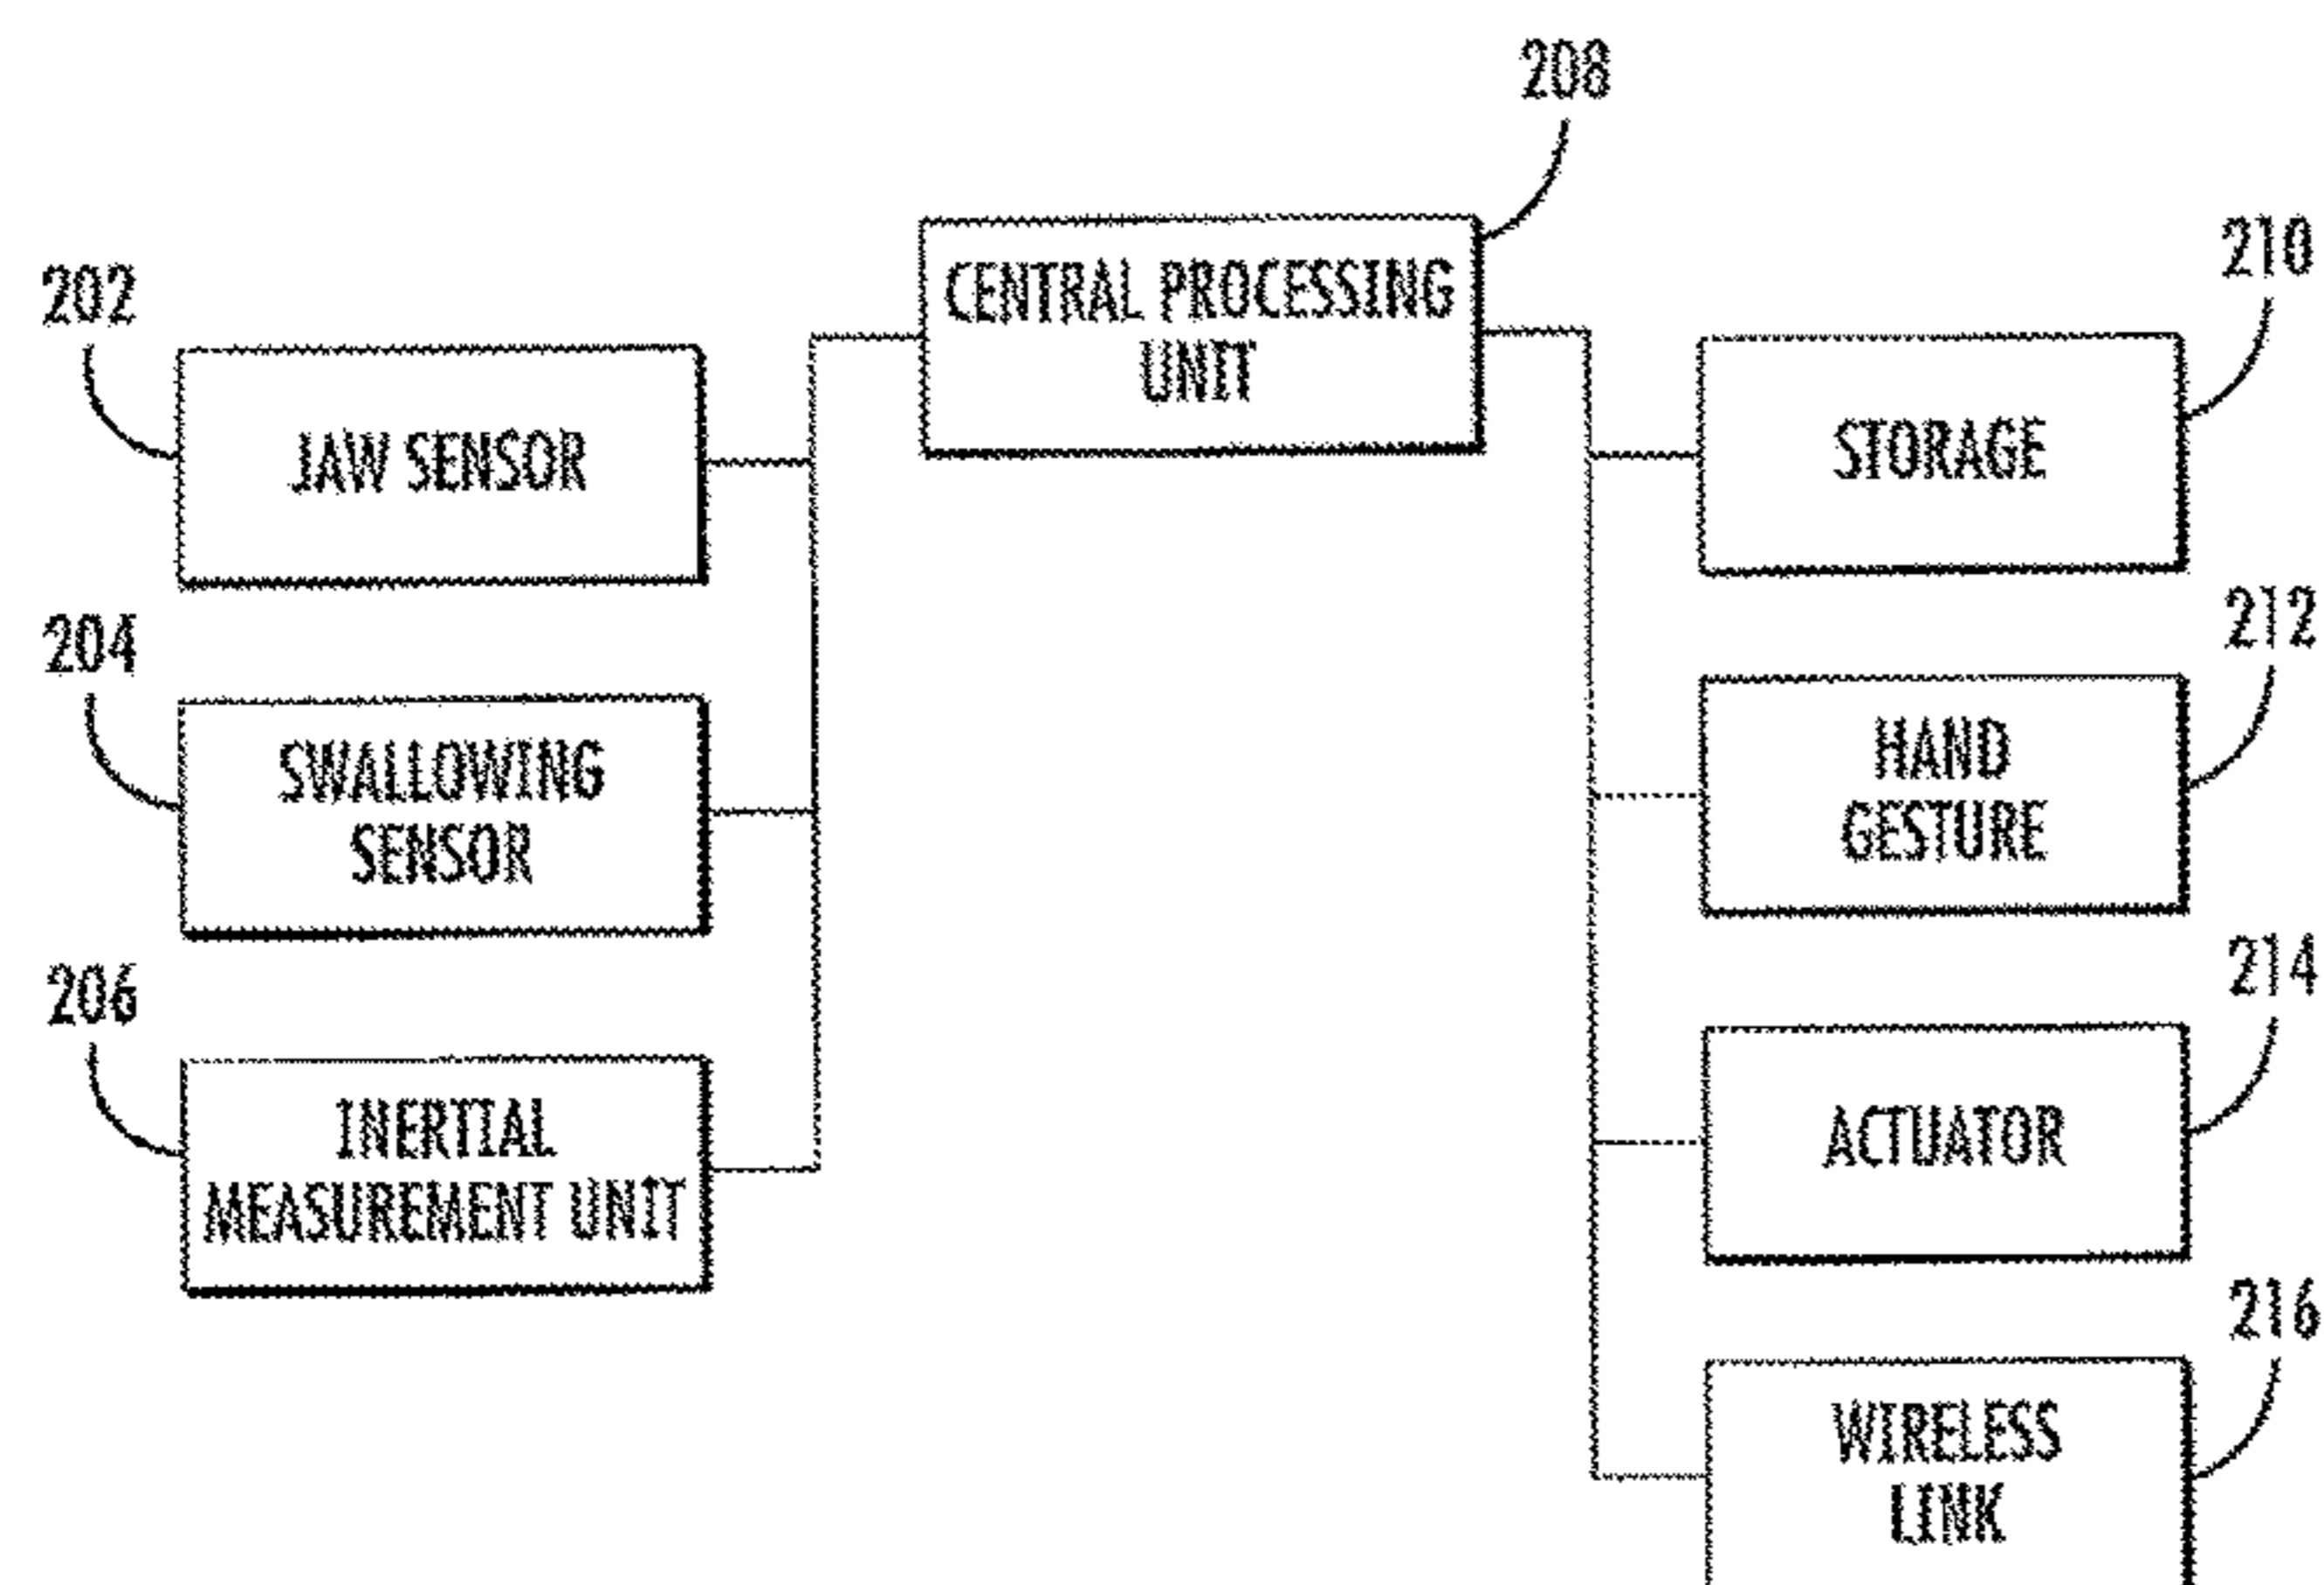 208
CENTRAL PROCESSING
UNIT
202
JAW SENSOR
204
SWALLOWING
SENSOR
206
INERTIAL
MEASUREMENT UNIT
210
STORAGE
212
HAND
GESTURE
214
ACTUATOR
216
WIRELESS
LINK